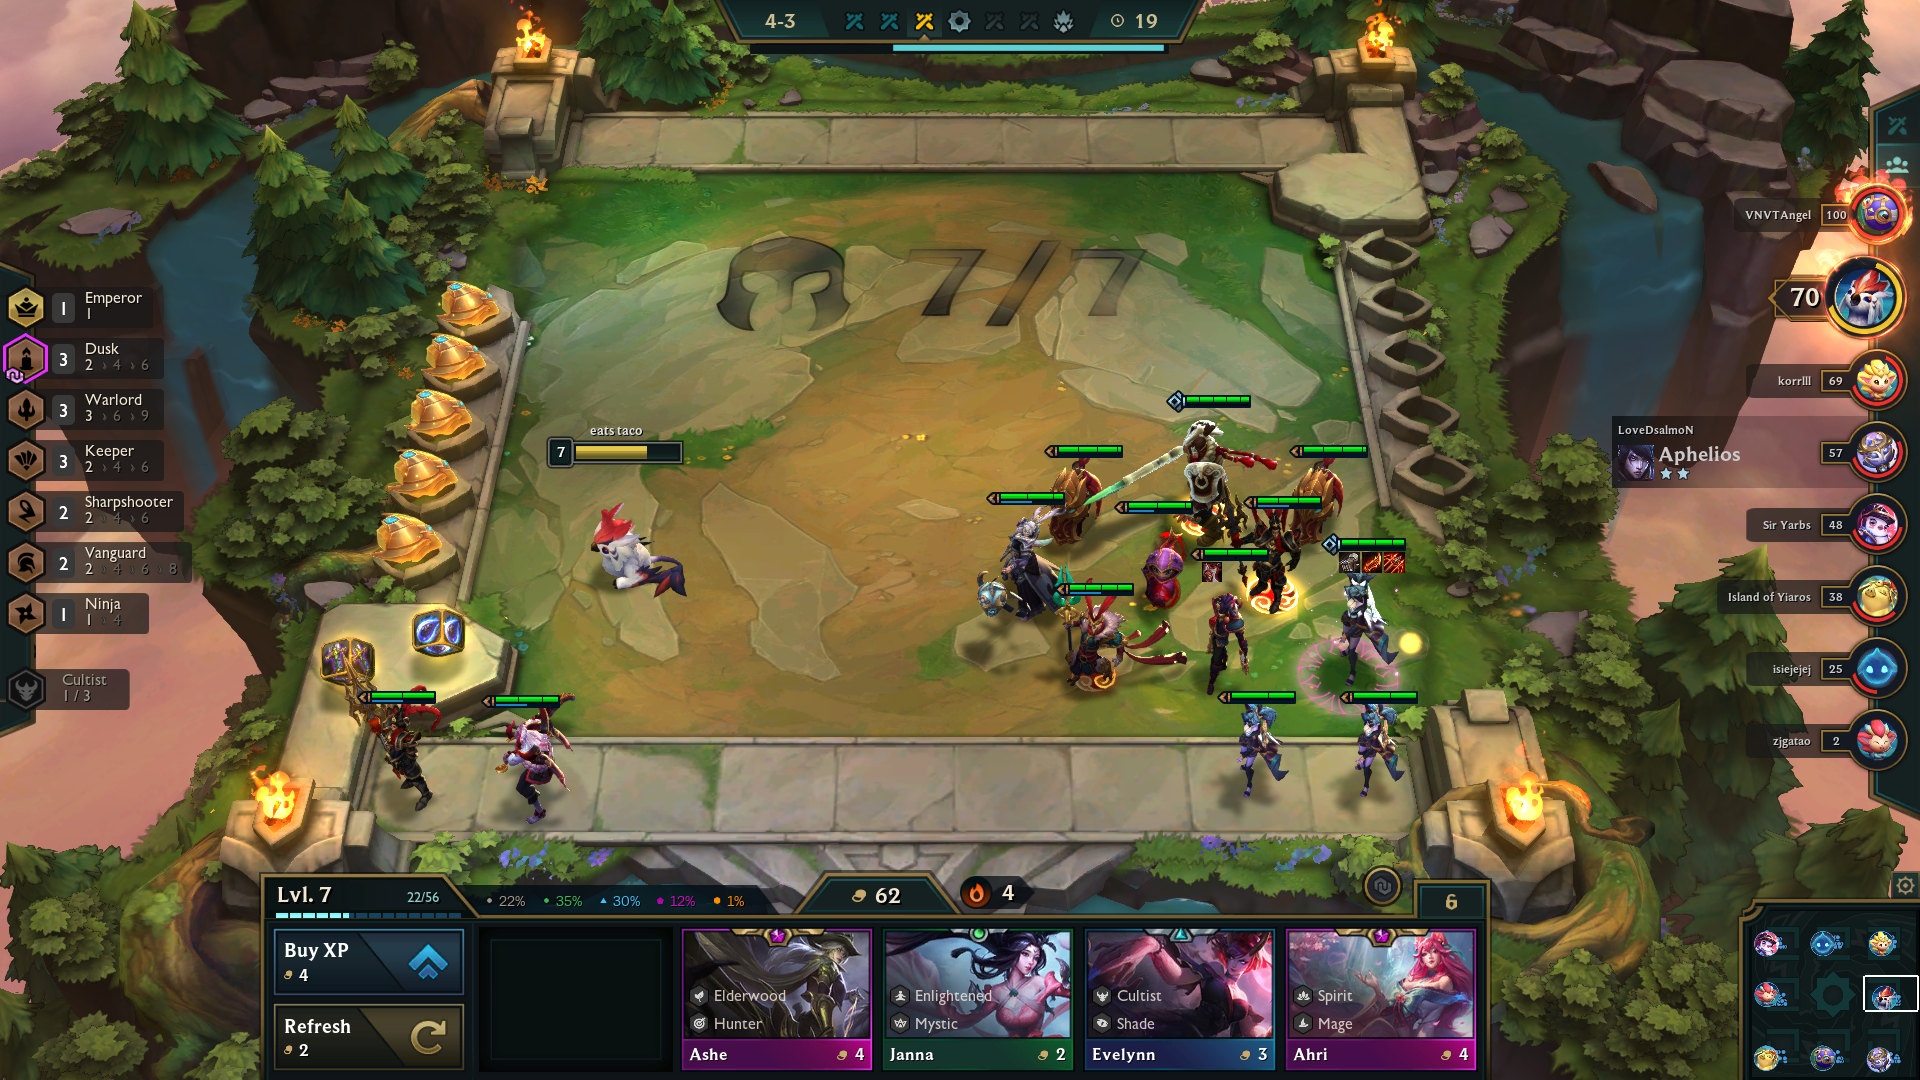 4-3
19
7/7
VNVTAngel 100
70
korrlll 69
LoveDsalmoN
Aphelios
57
Sir Yarbs 48
Island of Yiaros 38
isiejejej 25
zjgatao 2
1 Emperor
1
3 Dusk
2 › 4 › 6
3 Warlord
3 › 6 › 9
3 Keeper
2 › 4 › 6
2 Sharpshooter
2 › 4 › 6
2 Vanguard
2 › 4 › 6 › 8
1 Ninja
1 › 4
Cultist
1 / 3
eats taco
7
Lvl. 7
22/56
22% 35% 30% 12% 1%
62
4
6
Buy XP
4
Refresh
2
Elderwood
Hunter
Ashe 4
Enlightened
Mystic
Janna 2
Cultist
Shade
Evelynn 3
Spirit
Mage
Ahri 4